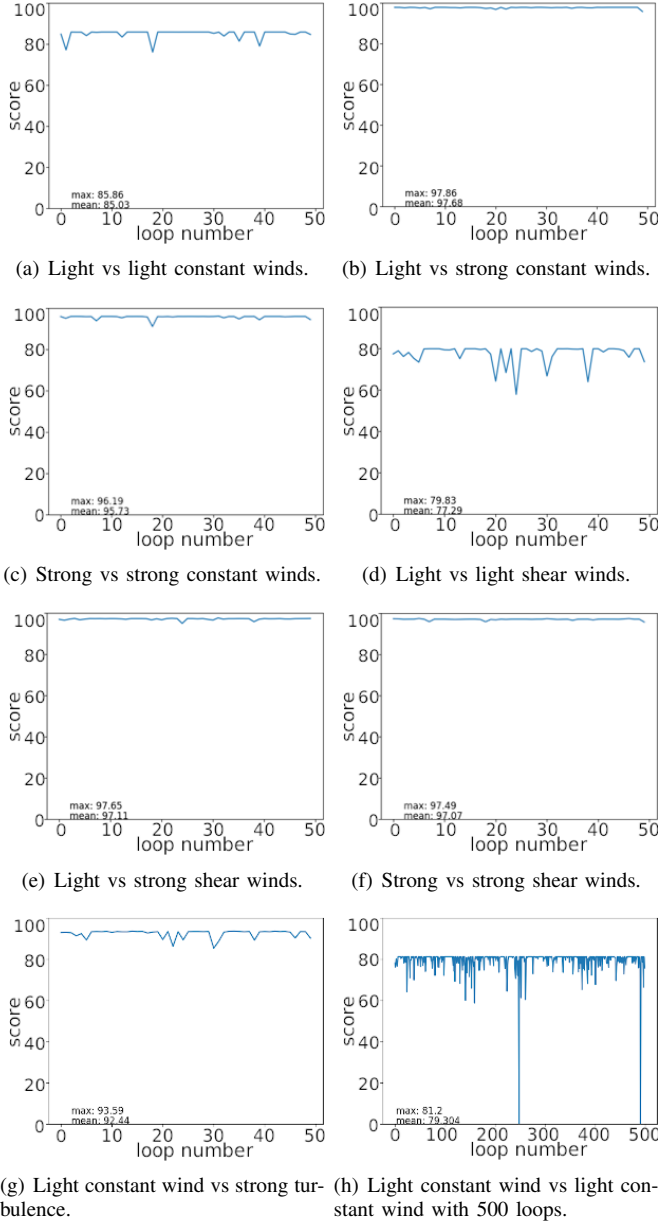 100
80
60
40
20
0
score
max: 85.86
mean: 85.03
0 10 20 30 40 50
loop number
(a) Light vs light constant winds.
100
80
60
40
20
0
score
max: 97.86
mean: 97.68
0 10 20 30 40 50
loop number
(b) Light vs strong constant winds.
100
80
60
40
20
0
score
max: 96.19
mean: 95.73
0 10 20 30 40 50
loop number
(c) Strong vs strong constant winds.
100
80
60
40
20
0
score
max: 79.83
mean: 77.29
0 10 20 30 40 50
loop number
(d) Light vs light shear winds.
100
80
60
40
20
0
score
max: 97.65
mean: 97.11
0 10 20 30 40 50
loop number
(e) Light vs strong shear winds.
100
80
60
40
20
0
score
max: 97.49
mean: 97.07
0 10 20 30 40 50
loop number
(f) Strong vs strong shear winds.
100
80
60
40
20
0
score
max: 93.59
mean: 92.44
0 10 20 30 40 50
loop number
(g) Light constant wind vs strong tur-
bulence.
100
80
60
40
20
0
score
max: 81.2
mean: 79.304
0 100 200 300 400 500
loop number
(h) Light constant wind vs light con-
stant wind with 500 loops.